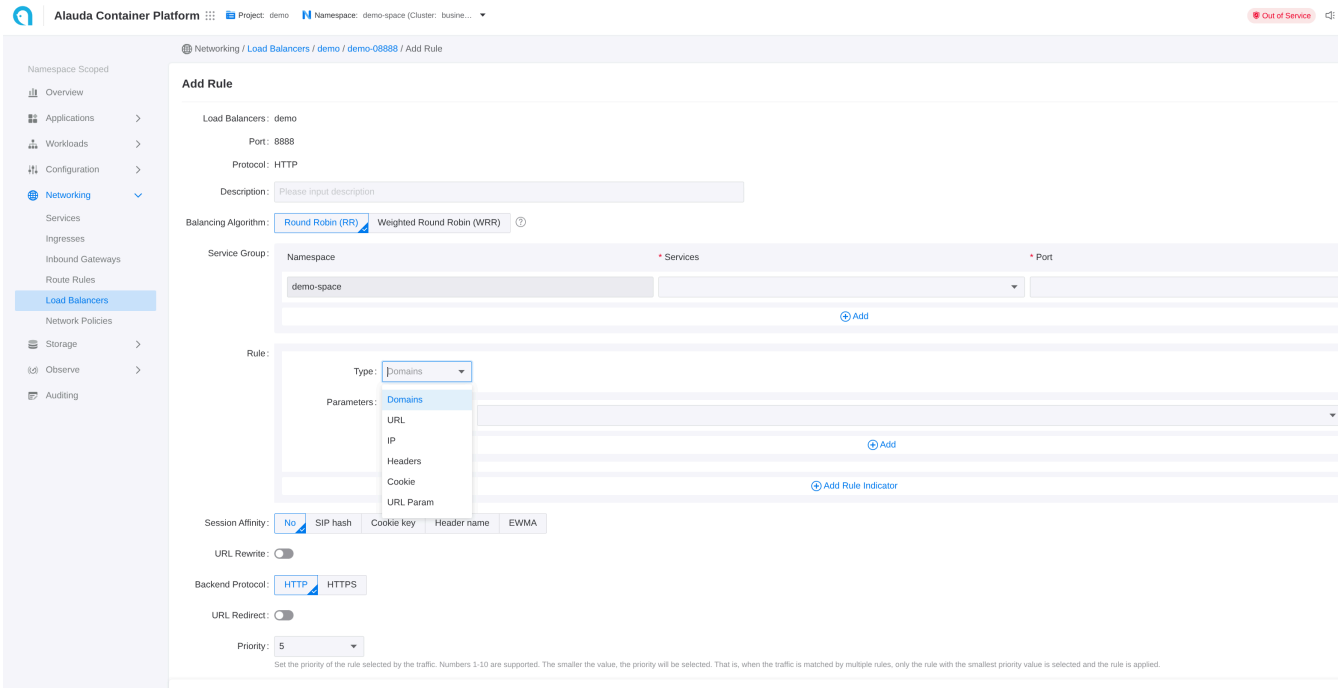 Alauda Container Platform Project: demo Namespace: demo-space (Cluster: busine... Out of Service
Networking / Load Balancers / demo / demo-08888 / Add Rule
Namespace Scoped
Overview
Applications
Workloads
Configuration
Networking
Services
Ingresses
Inbound Gateways
Route Rules
Load Balancers
Network Policies
Storage
Observe
Auditing
Add Rule
Load Balancers: demo
Port: 8888
Protocol: HTTP
Description: Please input description
Balancing Algorithm: Round Robin (RR) Weighted Round Robin (WRR) ?
Service Group: Namespace * Services * Port
demo-space
Add
Rule:
Type: Domains
Parameters:
Domains
URL
IP
Headers
Cookie
URL Param
Add
Add Rule Indicator
Session Affinity: No SIP hash Cookie key Header name EWMA
URL Rewrite:
Backend Protocol: HTTP HTTPS
URL Redirect:
Priority: 5
Set the priority of the rule selected by the traffic. Numbers 1-10 are supported. The smaller the value, the priority will be selected. That is, when the traffic is matched by multiple rules, only the rule with the smallest priority value is selected and the rule is applied.